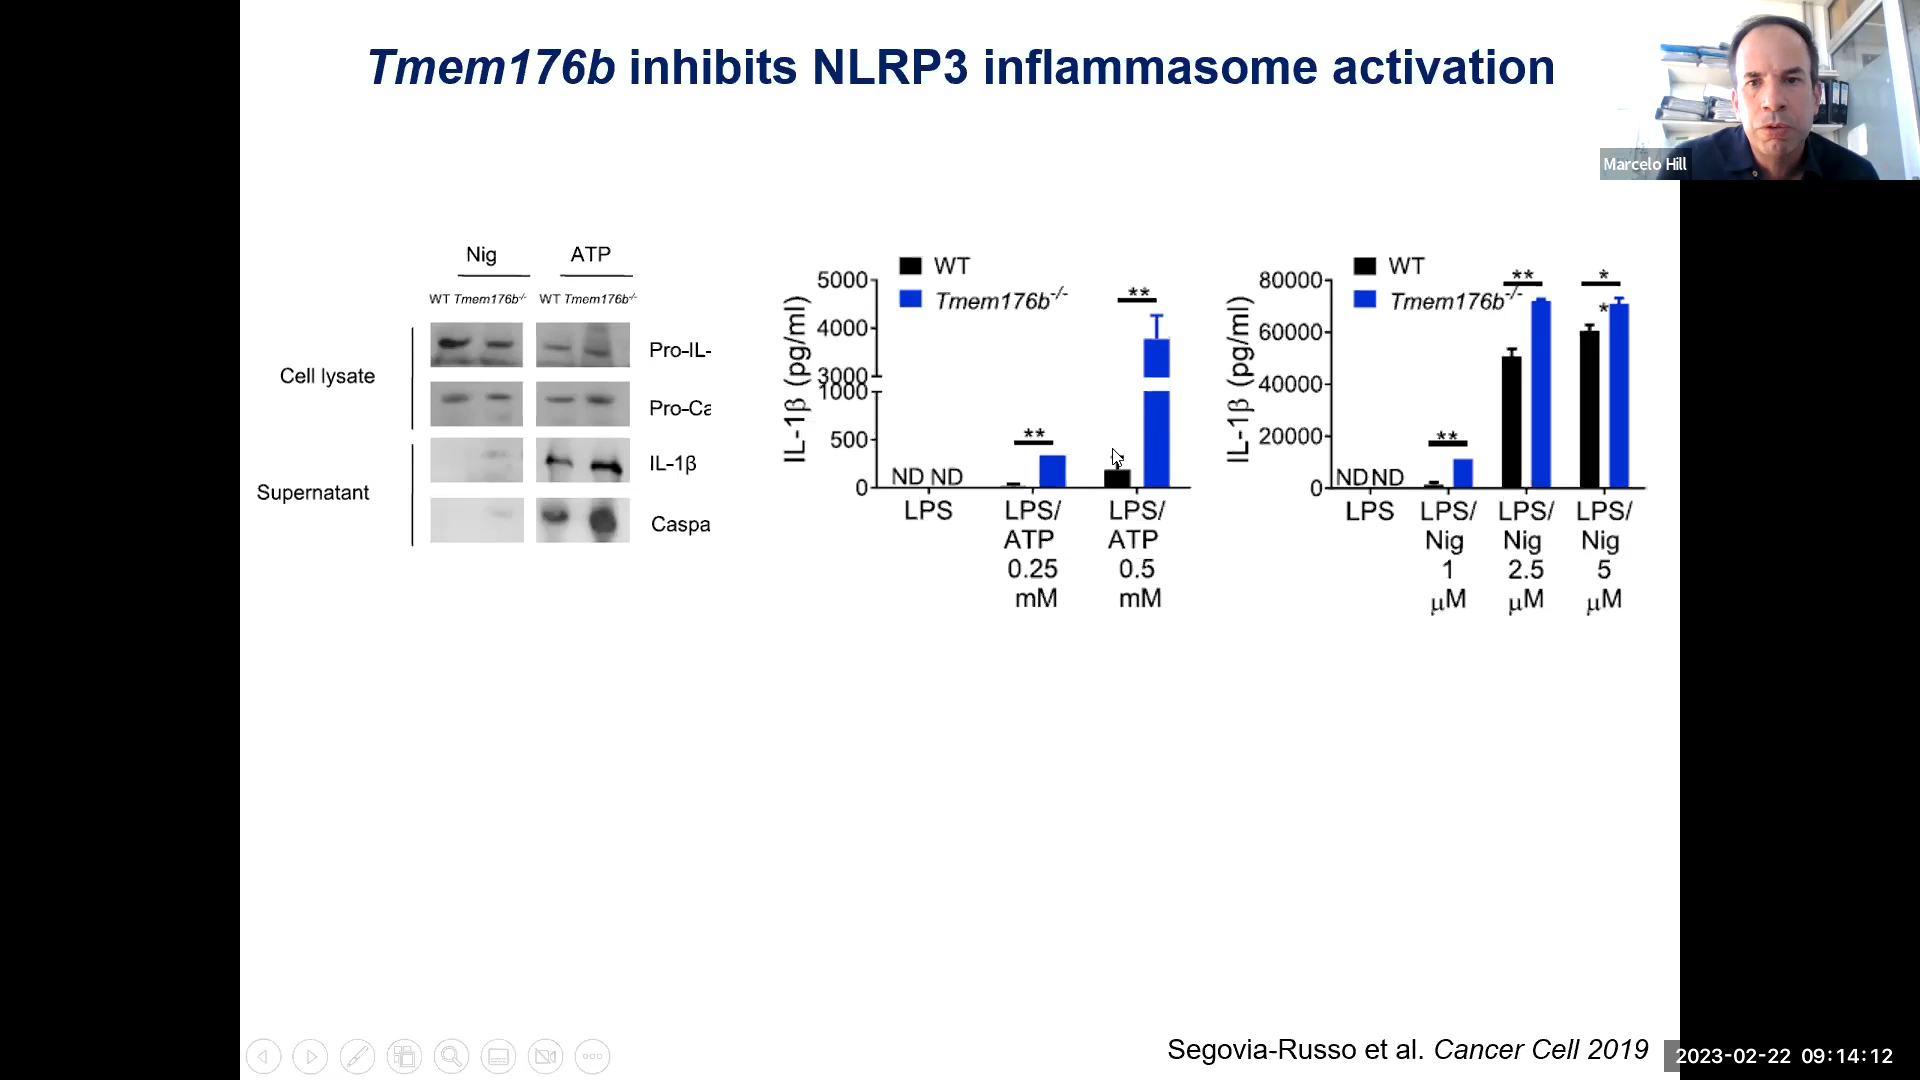 Tmem176b inhibits NLRP3 inflammasome activation
Marcelo Hill
Nig
ATP
WT Tmem176b-/-
WT Tmem176b-/-
Cell lysate
Supernatant
Pro-IL-
Pro-Ca
IL-1β
Caspa
WT
Tmem176b-/-
IL-1β (pg/ml)
5000
4000
3000
1000
500
0
ND ND
**
**
LPS
LPS/
ATP
0.25
mM
LPS/
ATP
0.5
mM
WT
Tmem176b-/-
IL-1β (pg/ml)
80000
60000
40000
20000
0
ND ND
**
**
*
*
LPS
LPS/
Nig
1
µM
LPS/
Nig
2.5
µM
LPS/
Nig
5
µM
Segovia-Russo et al. Cancer Cell 2019
2023-02-22 09:14:12